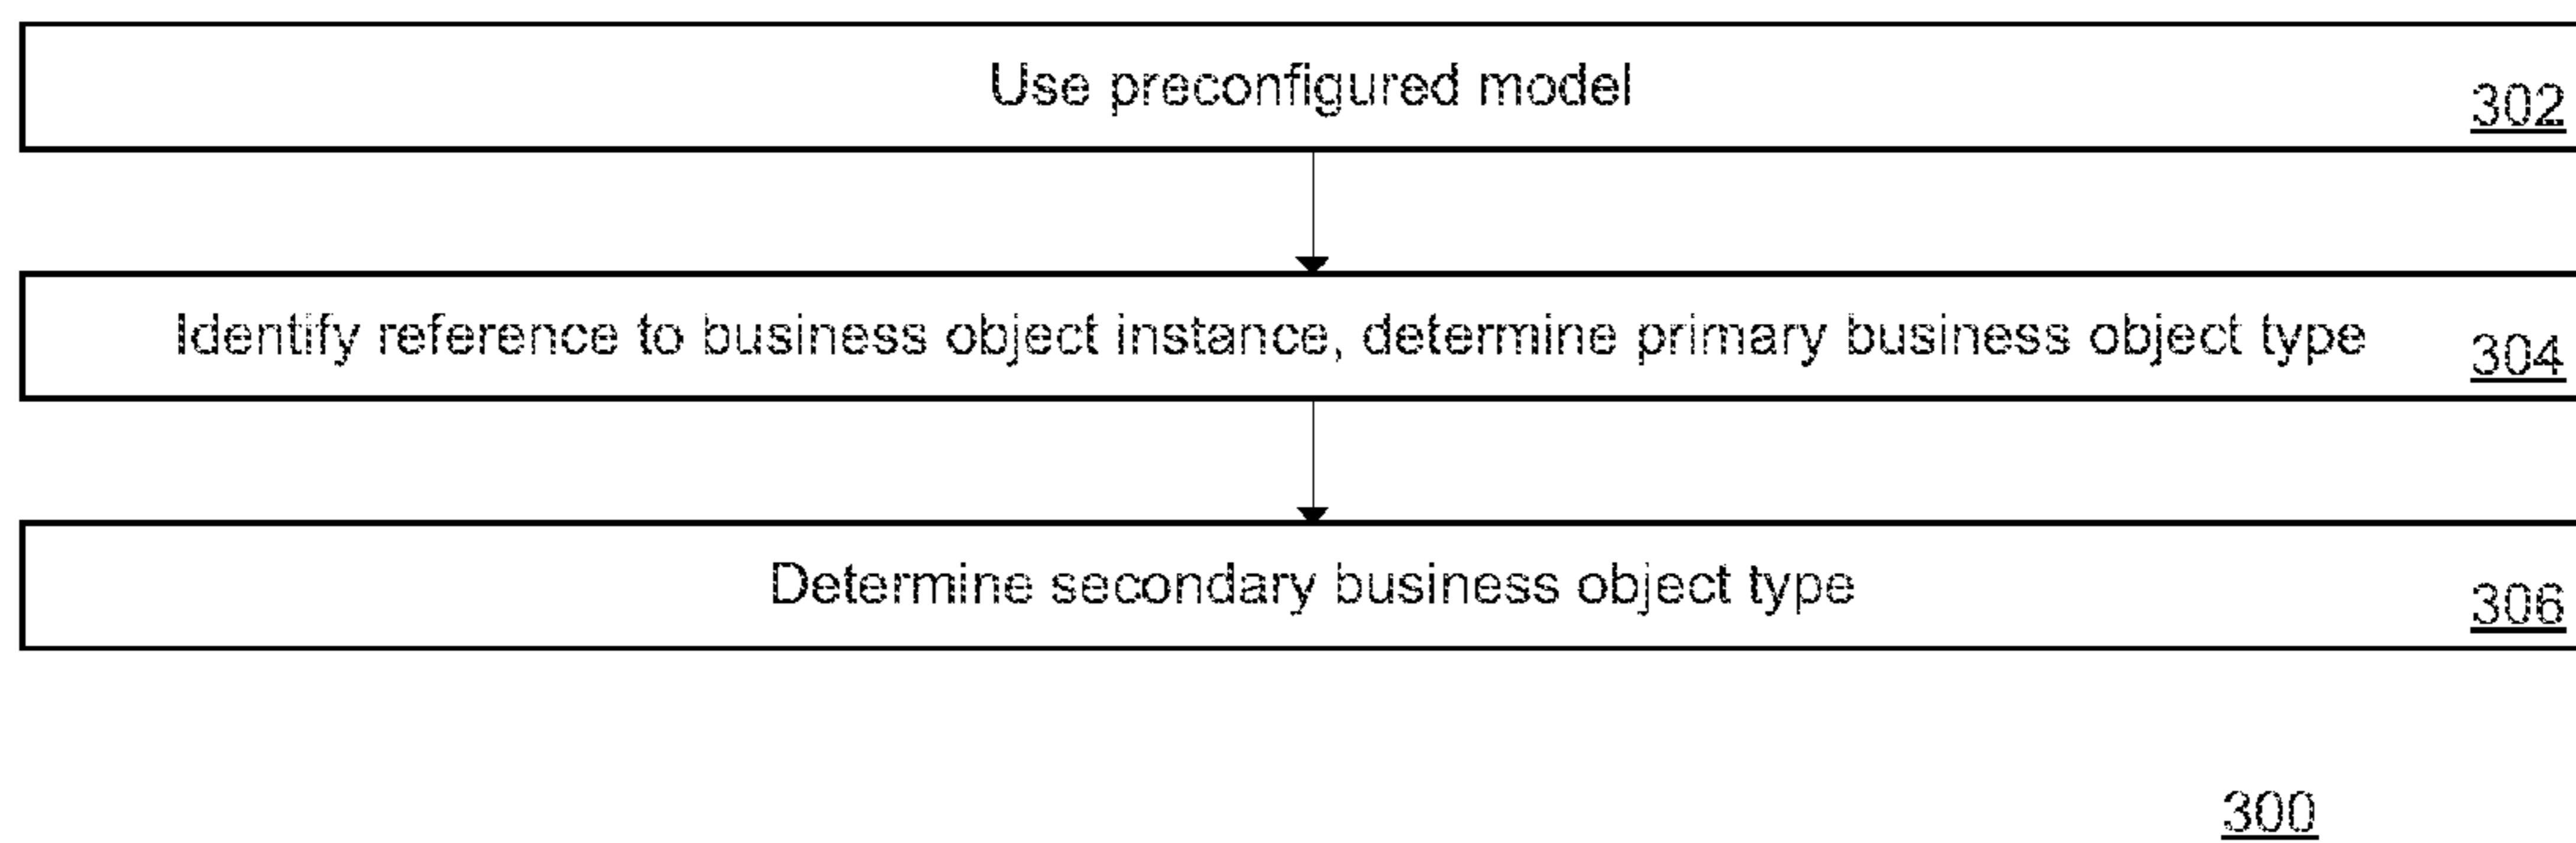 Use preconfigured model
302
Identify reference to business object instance, determine primary business object type
304
Determine secondary business object type
306
300